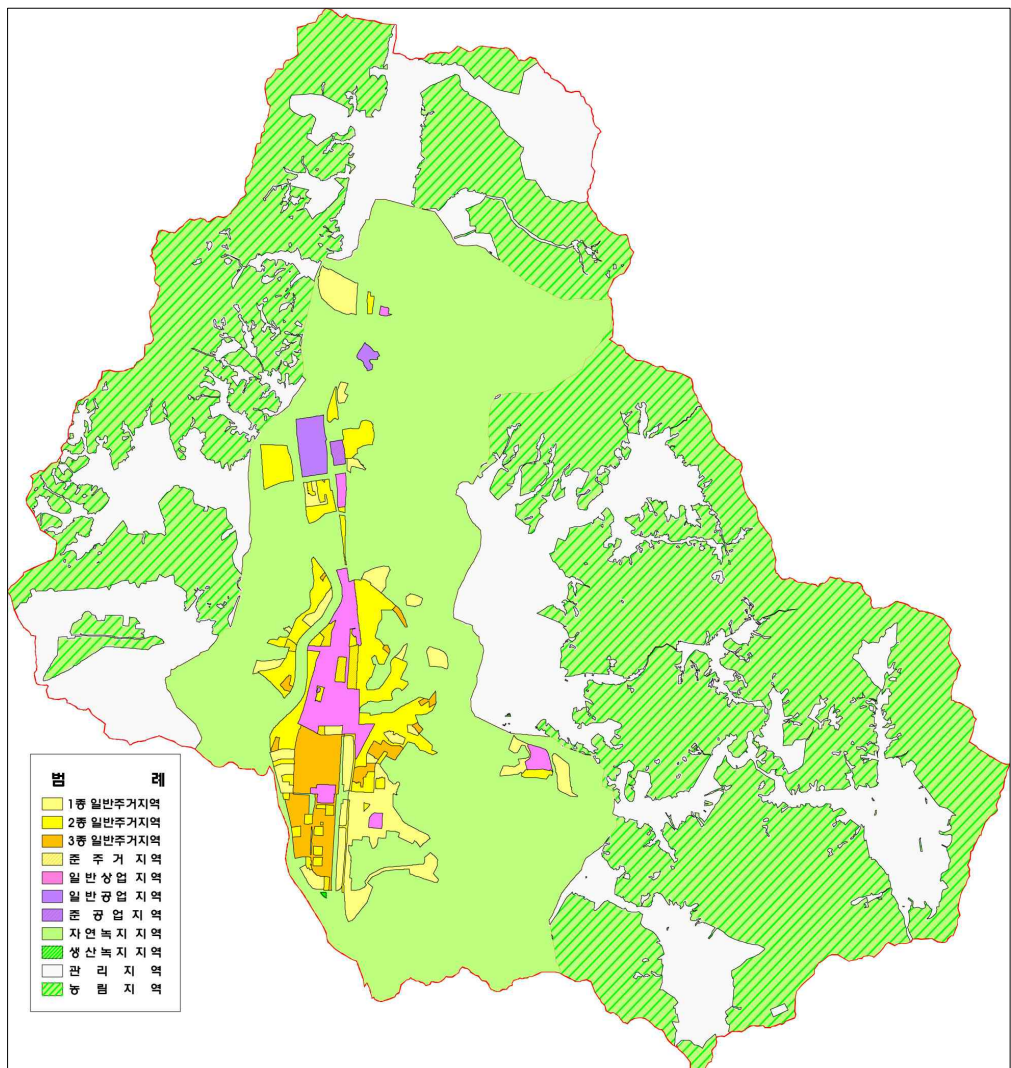 범 례
1종일반주거지역
2종일반주거지역
3종일반주거지역
준 주 거 지 역
일 반 상 업 지 역
일 반 공 업 지 역
준 공 업 지 역
자 연 녹 지 지 역
생 산 녹 지 지 역
관 리 지 역
농 림 지 역